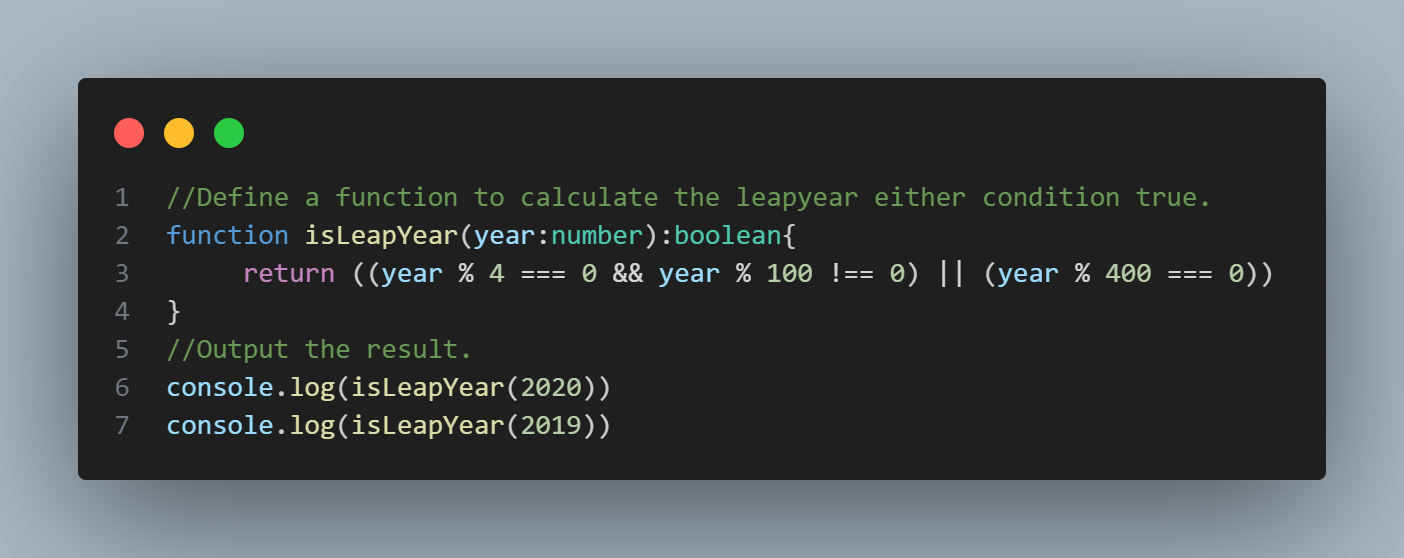 1 //Define a function to calculate the leapyear either condition true.
2 function isLeapYear(year:number):boolean{
3      return ((year % 4 === 0 && year % 100 !== 0) || (year % 400 === 0))
4 }
5 //Output the result.
6 console.log(isLeapYear(2020))
7 console.log(isLeapYear(2019))